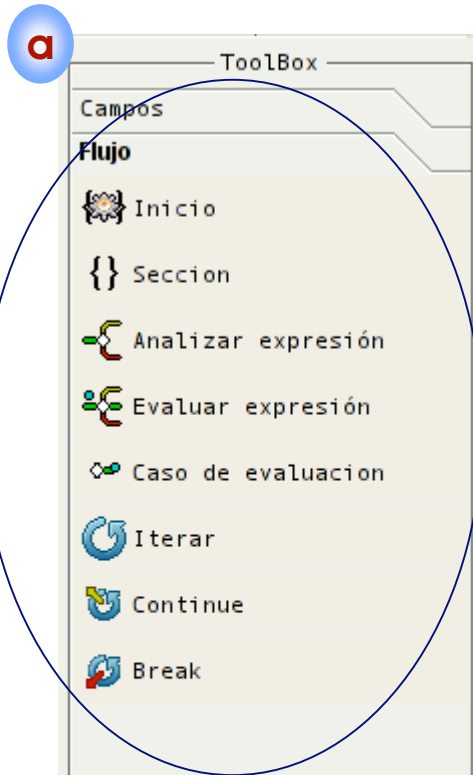 a
ToolBox
Campos
Flujo
Inicio
{} Seccion
Analizar expresión
Evaluar expresión
Caso de evaluacion
Iterar
Continue
Break